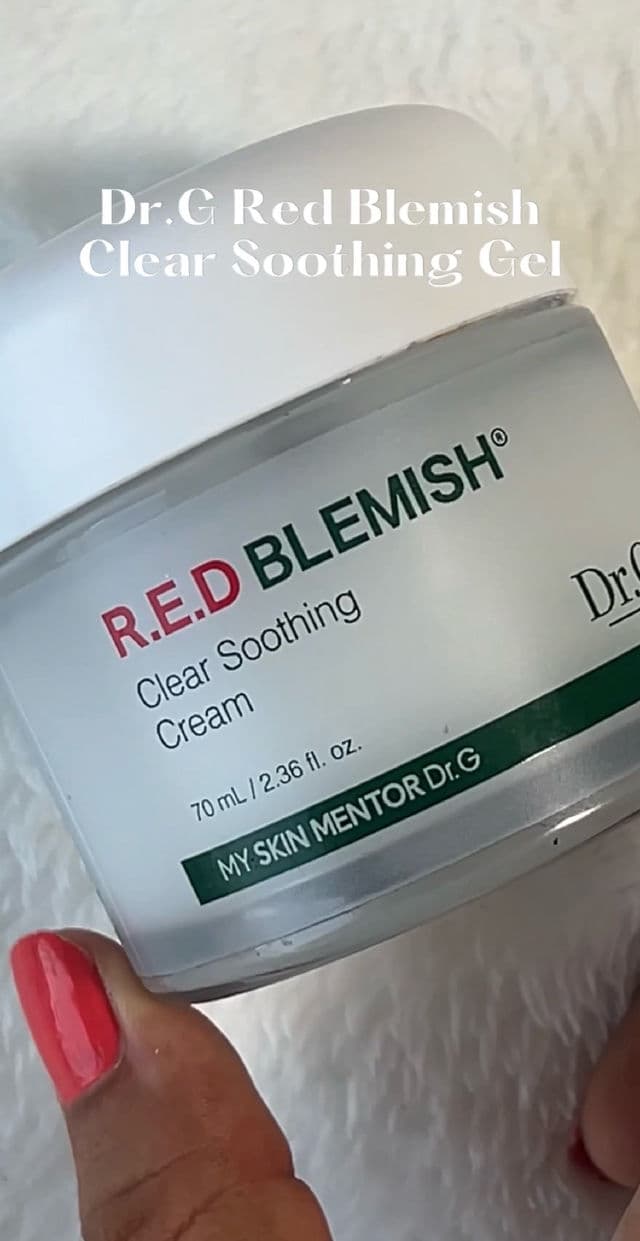 Dr.G Red Blemish
Clear Soothing Gel
R.E.D BLEMISH®
Clear Soothing
Cream
70 mL / 2.36 fl. oz.
Dr.G
MY SKIN MENTOR Dr.G